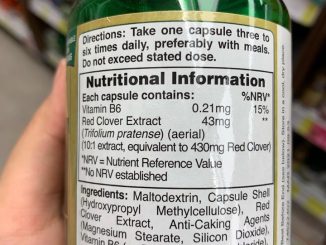 Directions: Take one capsule three to
six times daily, preferably with meals.
Do not exceed stated dose.
Nutritional Information
Each capsule contains: %NRV*
Vitamin B6 0.21mg 15%
Red Clover Extract 43mg **
(Trifolium pratense) (aerial)
(10:1 extract, equivalent to 430mg Red Clover)
*NRV = Nutrient Reference Value
**No NRV established
Ingredients: Maltodextrin, Capsule Shell
(Hydroxypropyl Methylcellulose), Red
Clover Extract, Anti-Caking Agents
(Magnesium Stearate, Silicon Dioxide),
Vitamin B6